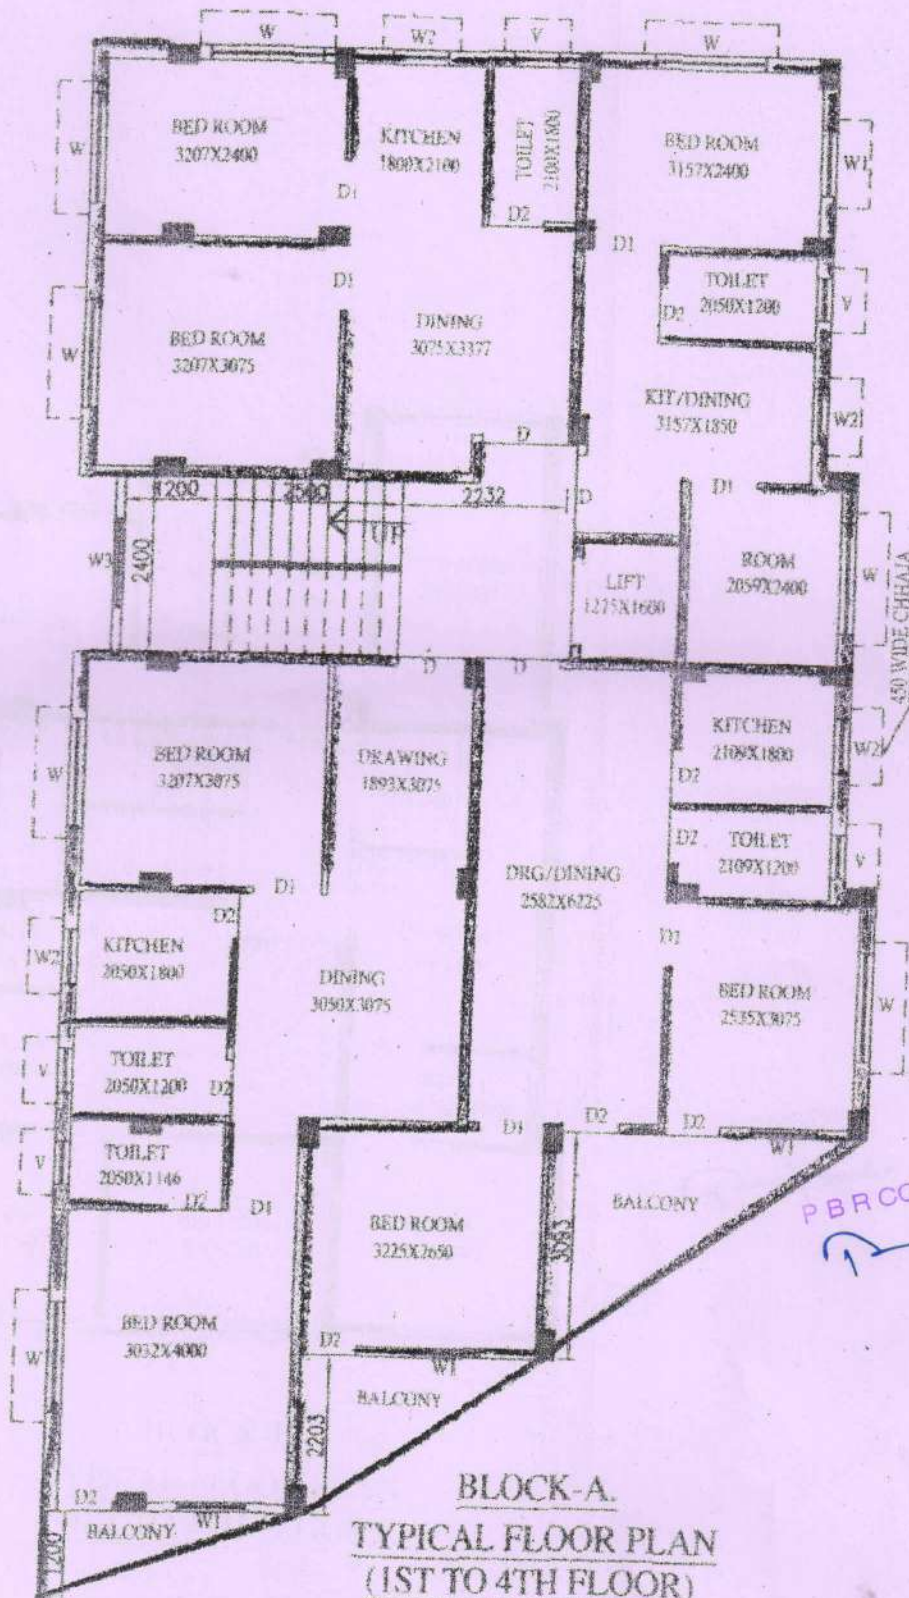 W
W2
V
W
BED ROOM
3207X2400
KITCHEN
1800X2100
TOILET
2100X1800
BED ROOM
3157X2400
W
W1
D1
D2
D1
D1
TOILET
2050X1200
V
D2
BED ROOM
3207X3075
DINING
3075X3377
W
KIT/DINING
3157X1850
W2
D
D1
1200
2500
2232
D
UP
W3
2400
LIFT
1275X1600
ROOM
2059X2400
W
450 WIDE CHHAJA
D
D
BED ROOM
3207X3075
DRAWING
1893X3075
KITCHEN
2109X1800
W
W2
D2
D2
TOILET
2109X1200
V
DRG/DINING
2582X6225
D1
D2
KITCHEN
2050X1800
W2
DINING
3050X3075
D1
BED ROOM
2535X3075
W
TOILET
2050X1200
V
D2
TOILET
2050X1146
V
D2
D1
D1
D2
D2
W1
BALCONY
3093
PBRCO
BED ROOM
3225X2650
BED ROOM
3032X4000
W
D2
W1
BALCONY
2203
D2
W1
BALCONY
1200
BLOCK-A.
TYPICAL FLOOR PLAN
(1ST TO 4TH FLOOR)